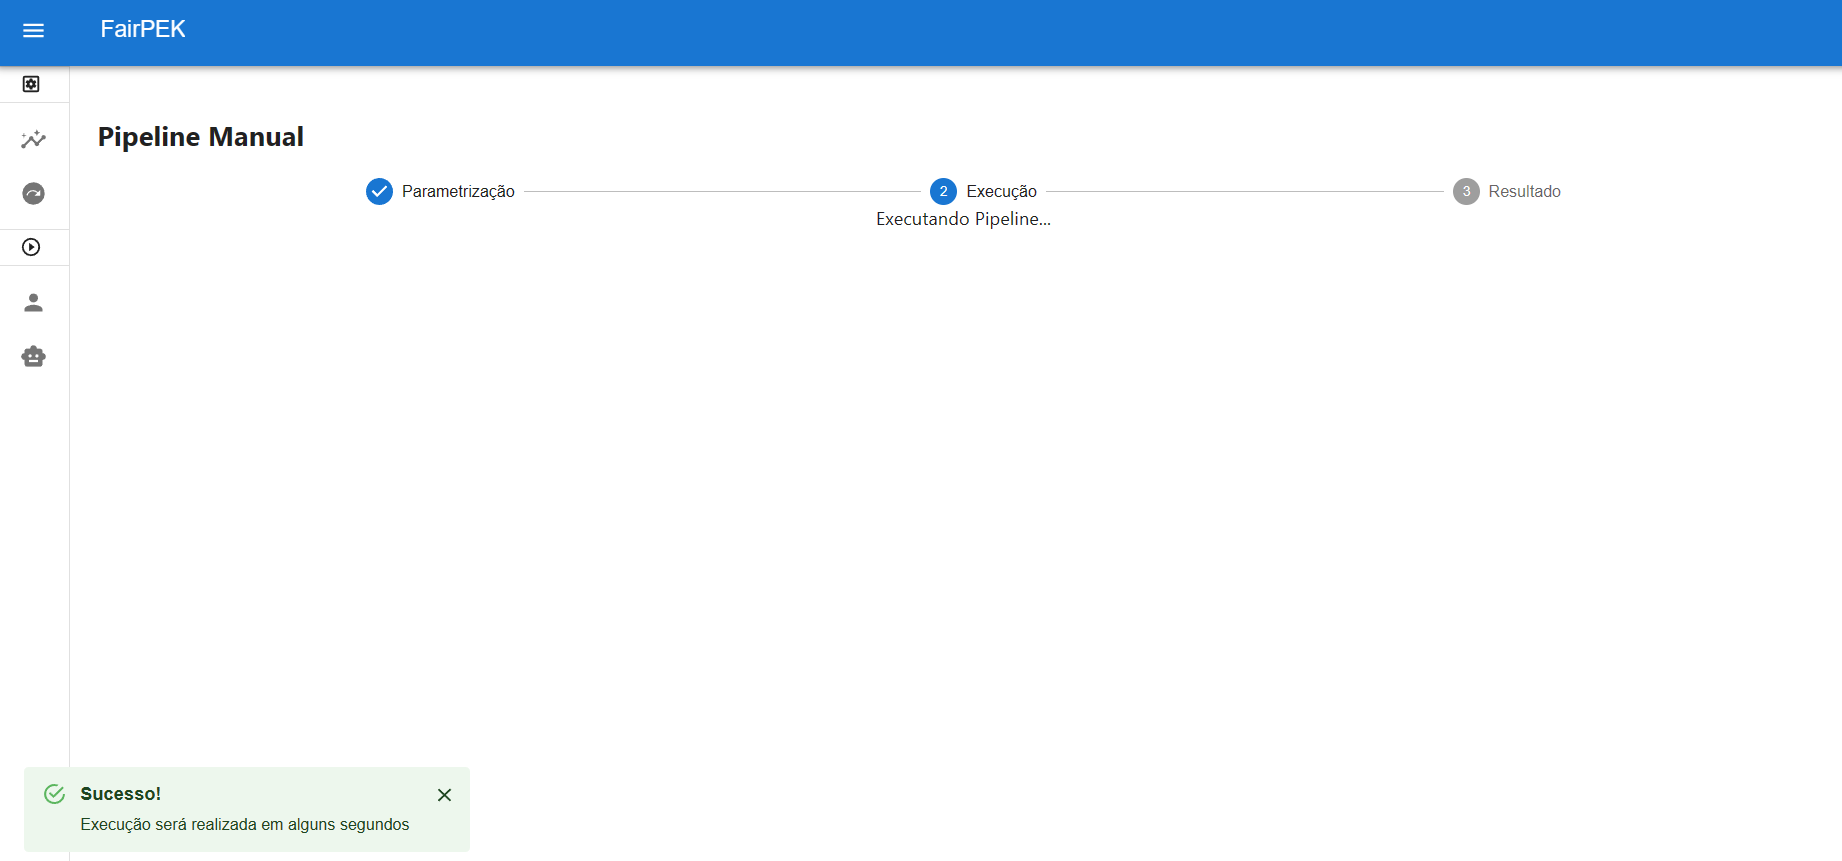 FairPEK
Pipeline Manual
Parametrização
2 Execução
3 Resultado
Executando Pipeline...
Sucesso!
Execução será realizada em alguns segundos